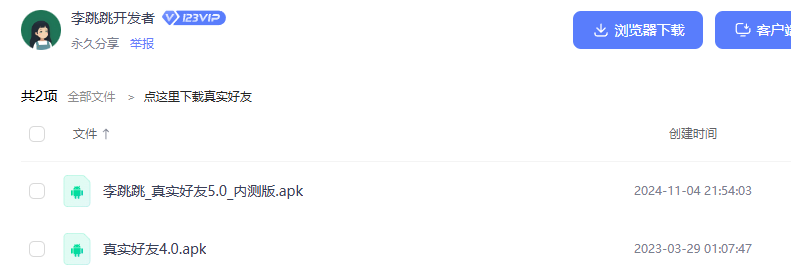 李跳跳开发者 123VIP
永久分享 举报
浏览器下载
客户端
共2项 全部文件 > 点这里下载真实好友
文件 ↑ 创建时间
李跳跳_真实好友5.0_内测版.apk 2024-11-04 21:54:03
真实好友4.0.apk 2023-03-29 01:07:47